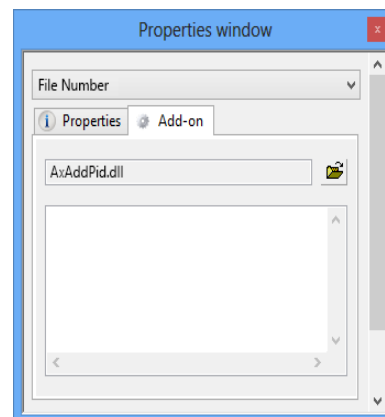 Properties window
x
File Number
i Properties Add-on
AxAddPid.dll